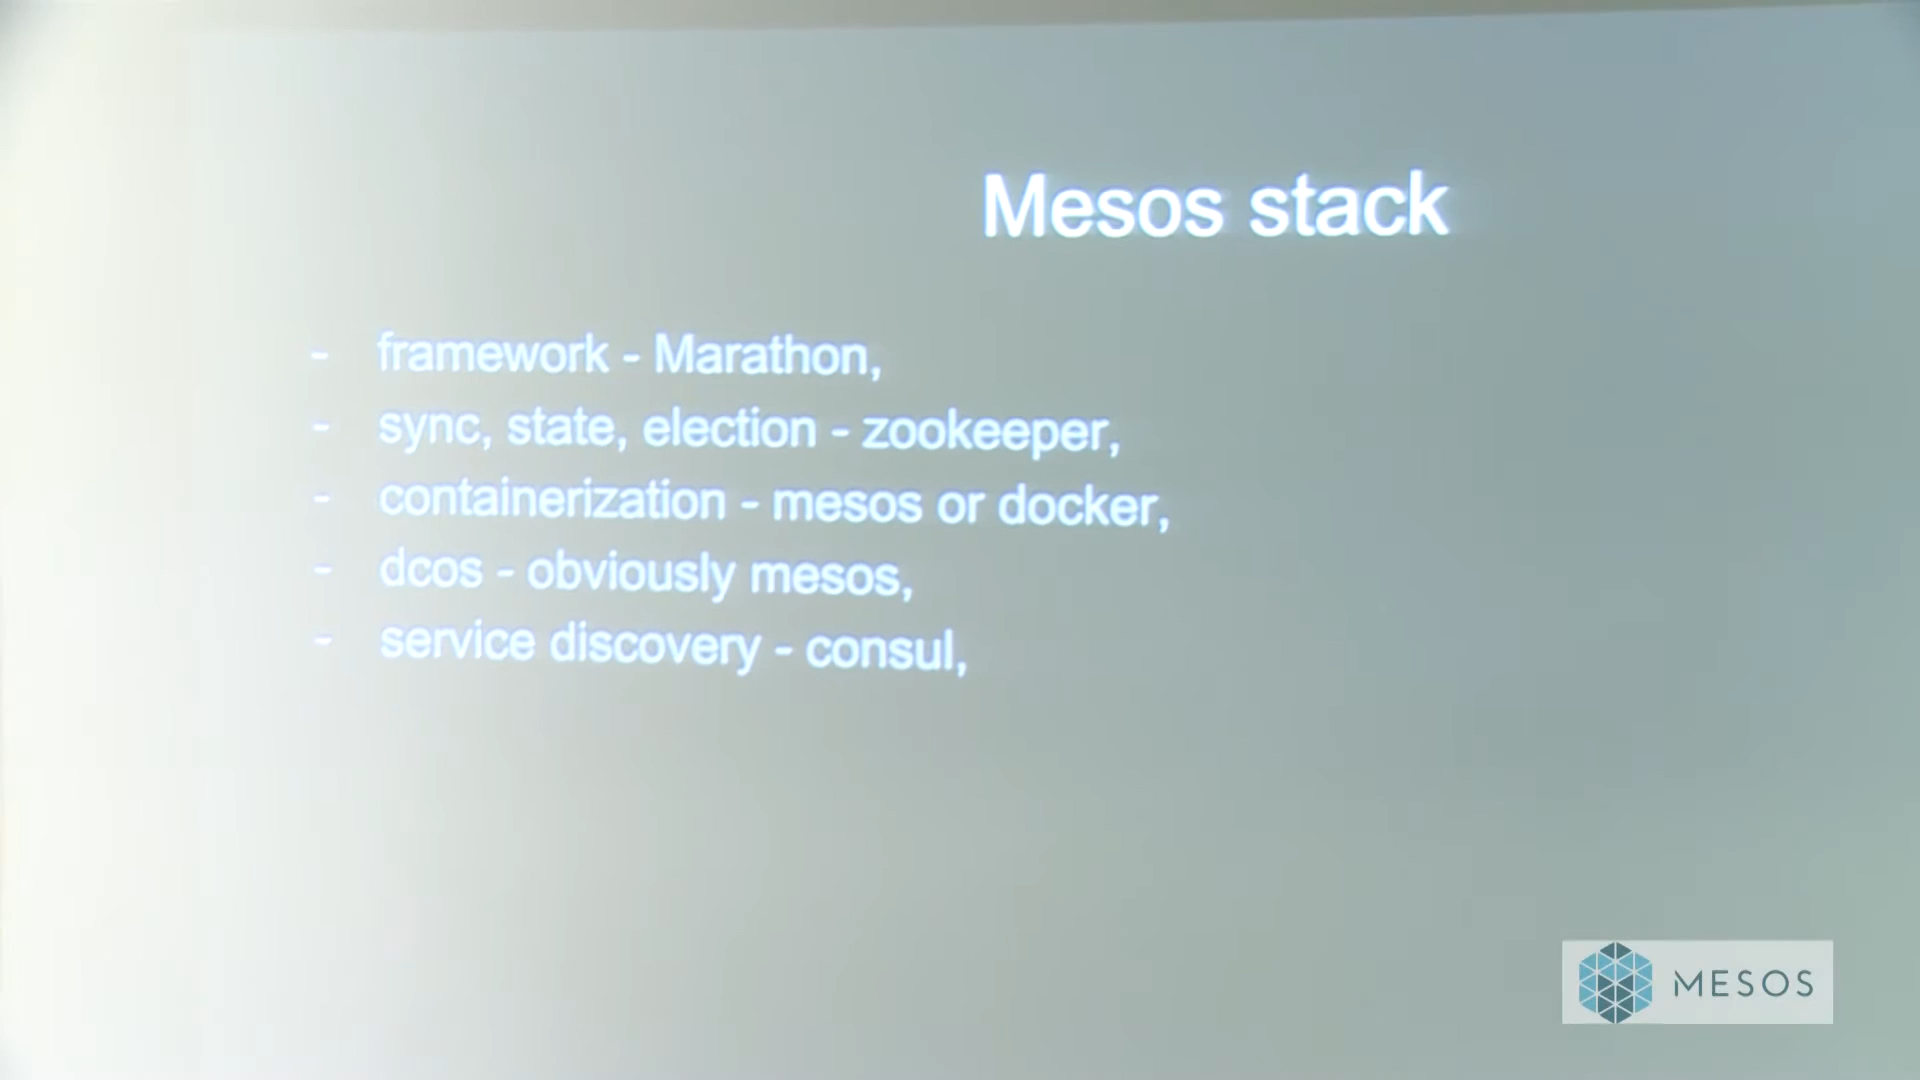 Mesos stack
- framework - Marathon,
- sync, state, election - zookeeper,
- containerization - mesos or docker,
- dcos - obviously mesos,
- service discovery - consul,
MESOS